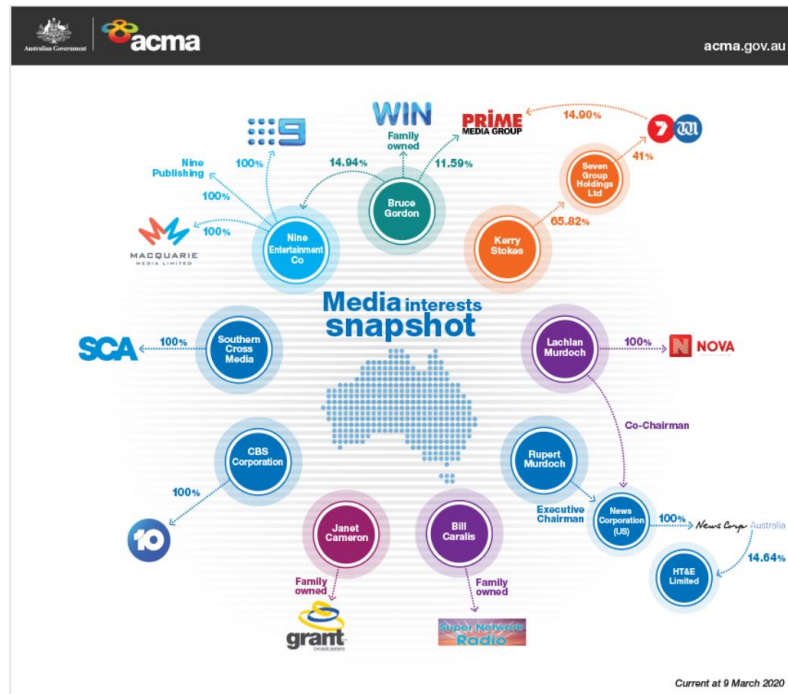 Australian Government
acma
acma.gov.au
9
WIN
Family
owned
PRIME
MEDIA GROUP
14.90%
7
Nine
Publishing
100%
14.94%
11.59%
41%
Seven
Group
Holdings
Ltd
100%
Bruce
Gordon
65.82%
100%
MACQUARIE
MEDIA LIMITED
Nine
Entertainment
Co
Kerry
Stokes
Media interests
snapshot
SCA
100%
Southern
Cross
Media
Lachlan
Murdoch
100%
N NOVA
Co-Chairman
CBS
Corporation
Rupert
Murdoch
100%
10
Executive
Chairman
News
Corporation
(US)
100%
News Corp Australia
14.64%
HT&E
Limited
Janet
Cameron
Bill
Caralis
Family
owned
Family
owned
grant
broadcasters
Super Network
Radio
Current at 9 March 2020